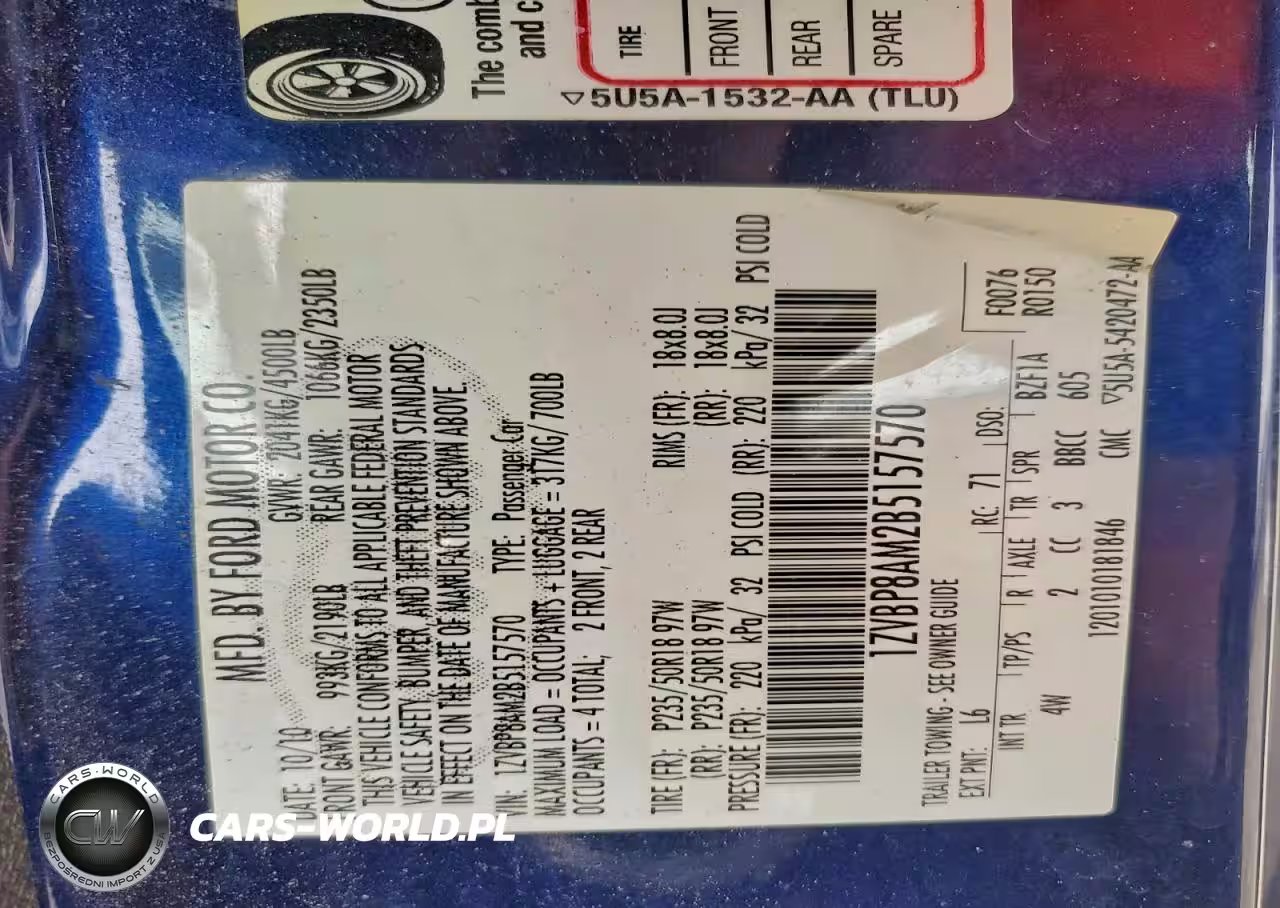 The comb
and c
TIRE
FRONT
REAR
SPARE
▽5U5A-1532-AA (TLU)
MFD. BY FORD MOTOR CO.
DATE: 10/10 GVWR: 2041KG/4500LB
FRONT GAWR: 993KG/2190LB REAR GAWR: 1066KG/2350LB
THIS VEHICLE CONFORMS TO ALL APPLICABLE FEDERAL MOTOR
VEHICLE SAFETY, BUMPER, AND THEFT PREVENTION STANDARDS
IN EFFECT ON THE DATE OF MANUFACTURE SHOWN ABOVE.
VIN: 1ZVBP8AM2B5157570 TYPE: Passenger Car
MAXIMUM LOAD = OCCUPANTS + LUGGAGE = 317KG/700LB
OCCUPANTS = 4 TOTAL; 2 FRONT, 2 REAR
TIRE (FR): P235/50R18 97W RIMS (FR): 18x8.0J
(RR): P235/50R18 97W (RR): 18x8.0J
PRESSURE (FR): 220 kPa/ 32 PSI COLD (RR): 220 kPa/ 32 PSI COLD
1ZVBP8AM2B5157570
TRAILER TOWING - SEE OWNER GUIDE
EXT PNT: L6 RC: 71 DSO: F0076
INT TR TP/PS R AXLE TR SPR BZF1A R0150
4W 2 CC 3 BBCC 605
1201010181846 CMC ▽5U5A-5420472-AA
CARS-WORLD
CW
BEZPOŚREDNI IMPORT Z USA
CARS-WORLD.PL